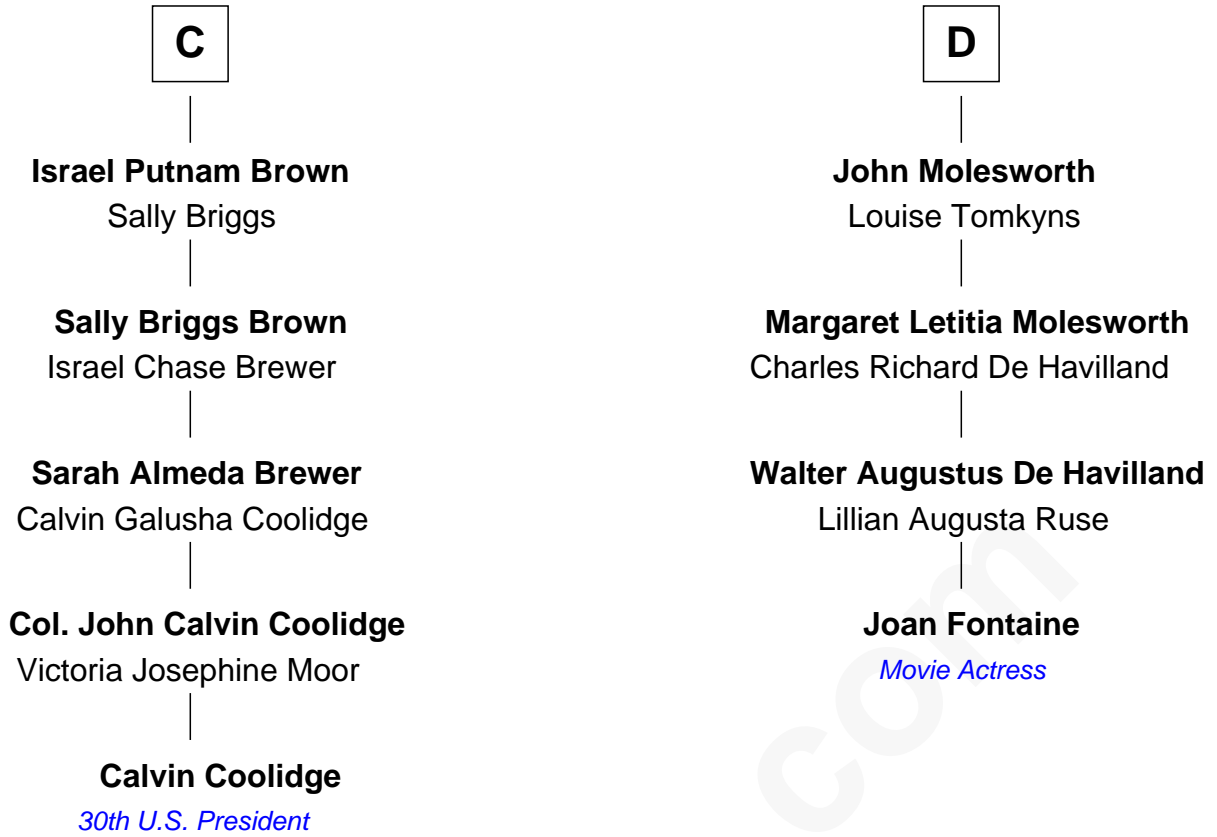 C
Israel Putnam Brown
Sally Briggs
Sally Briggs Brown
Israel Chase Brewer
Sarah Almeda Brewer
Calvin Galusha Coolidge
Col. John Calvin Coolidge
Victoria Josephine Moor
Calvin Coolidge
30th U.S. President
D
John Molesworth
Louise Tomkyns
Margaret Letitia Molesworth
Charles Richard De Havilland
Walter Augustus De Havilland
Lillian Augusta Ruse
Joan Fontaine
Movie Actress
com